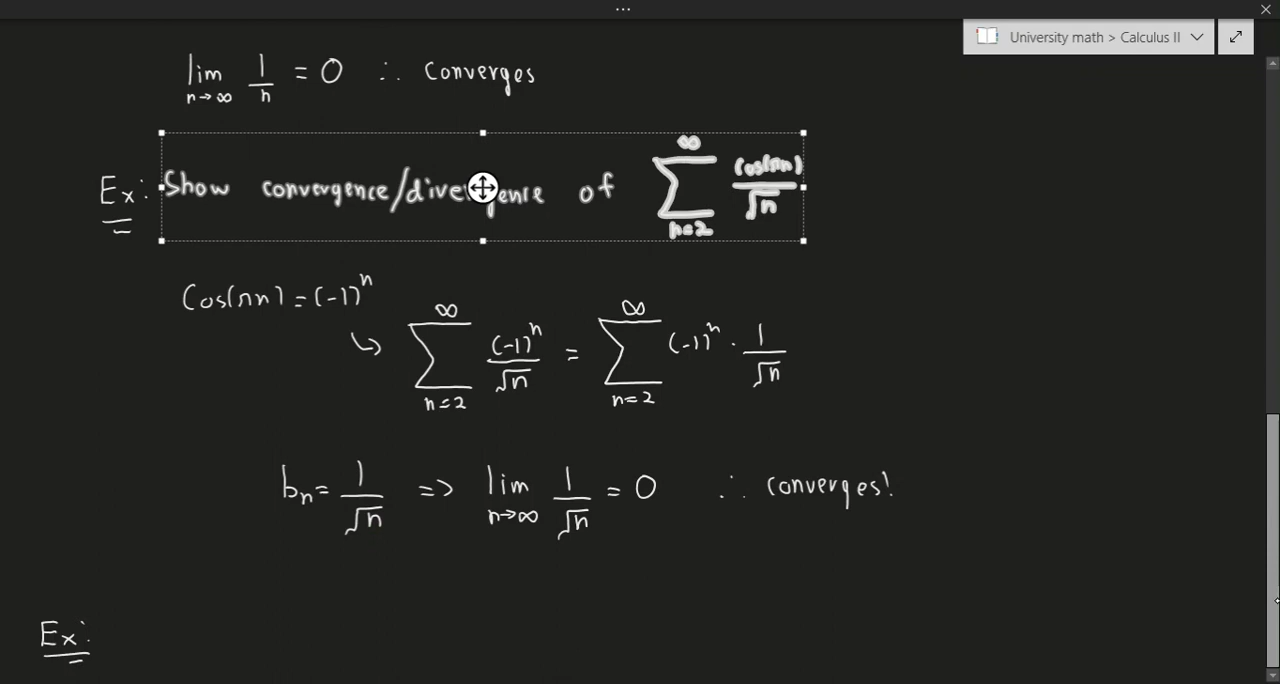 University math > Calculus II
lim n→∞ 1/n = 0 ∴ Converges
Ex: Show convergence/divergence of ∑ n=2 ∞ cos(πn)/√n
Cos(πn) = (-1)^n
↳ ∑ n=2 ∞ (-1)^n/√n = ∑ n=2 ∞ (-1)^n · 1/√n
bn = 1/√n => lim n→∞ 1/√n = 0 ∴ converges!
Ex: